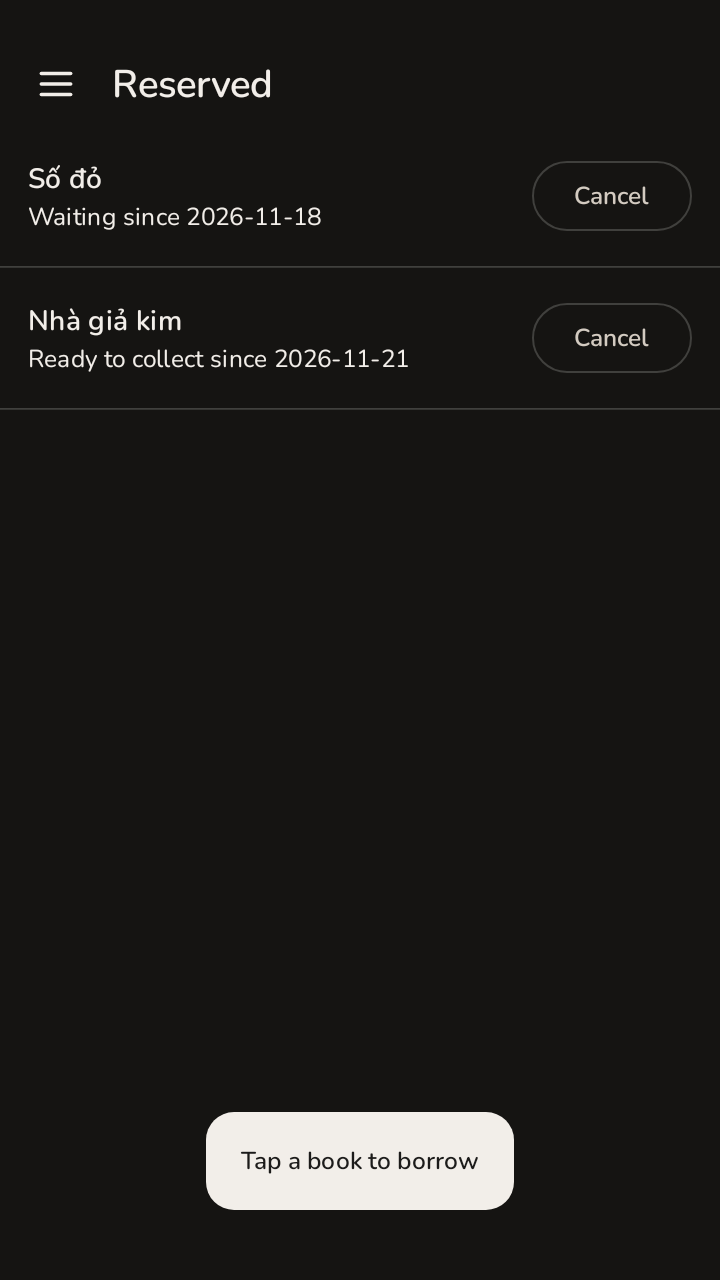 Reserved
Số đỏ
Waiting since 2026-11-18
Cancel
Nhà giả kim
Ready to collect since 2026-11-21
Cancel
Tap a book to borrow